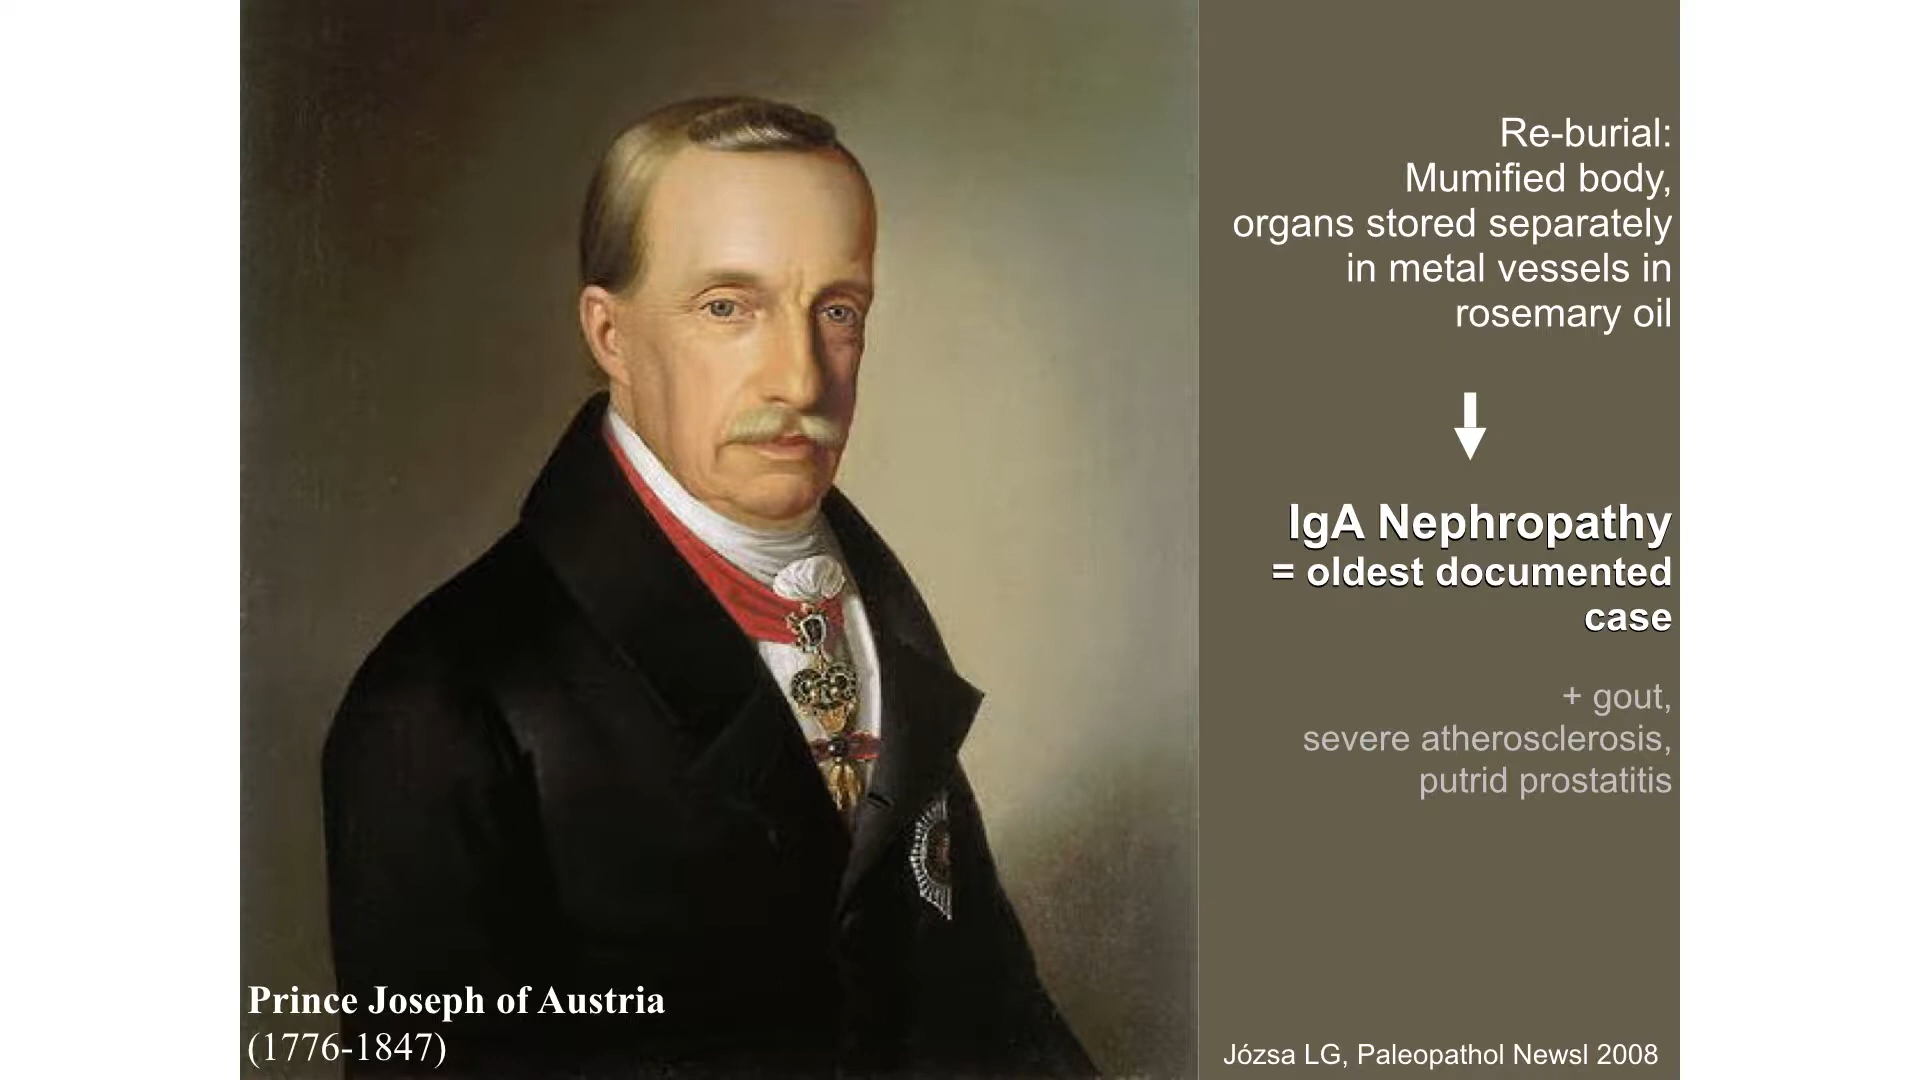 Re-burial:
Mumified body,
organs stored separately
in metal vessels in
rosemary oil
IgA Nephropathy
= oldest documented
case
+ gout,
severe atherosclerosis,
putrid prostatitis
Prince Joseph of Austria
(1776-1847)
Józsa LG, Paleopathol Newsl 2008